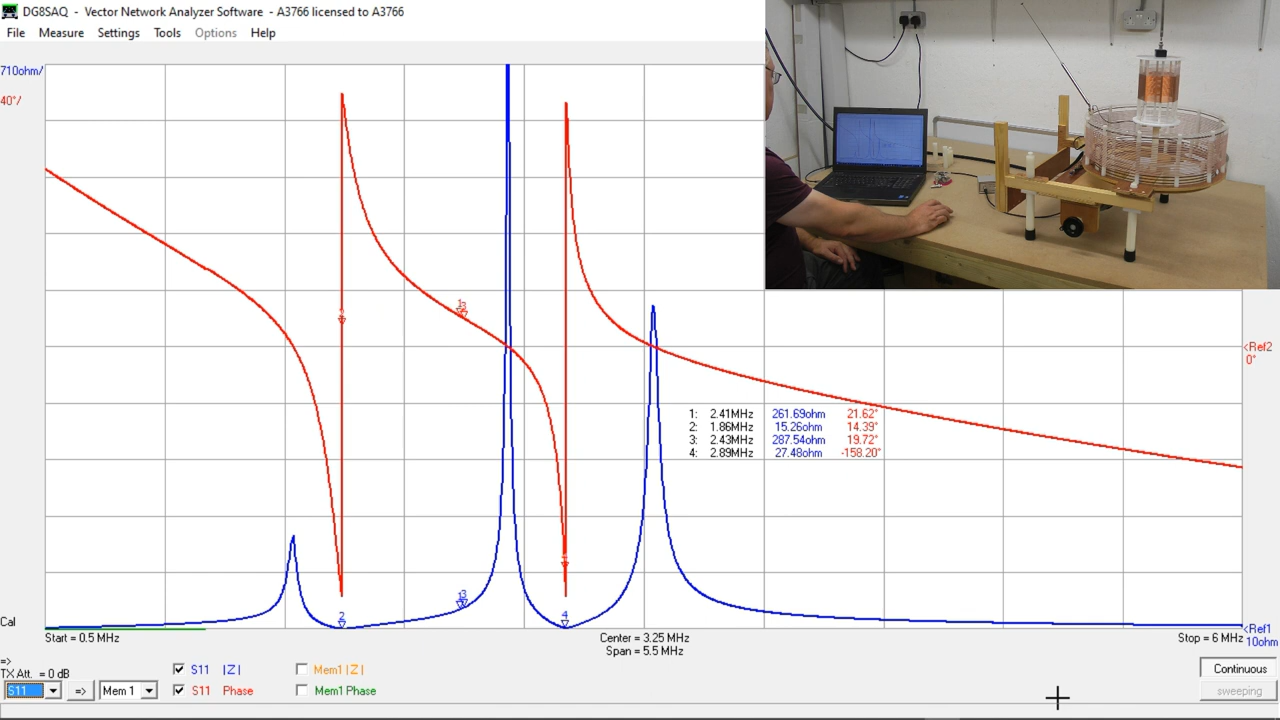 DG8SAQ - Vector Network Analyzer Software - A3766 licensed to A3766
File Measure Settings Tools Options Help
710ohm/
40°/
13
13
2
4
<Ref2
0°
1: 2.41MHz 261.69ohm 21.62°
2: 1.86MHz 15.26ohm 14.39°
3: 2.43MHz 287.54ohm 19.72°
4: 2.89MHz 27.48ohm -158.20°
Cal
<Ref1
10ohm
Start = 0.5 MHz Center = 3.25 MHz Stop = 6 MHz
Span = 5.5 MHz
=>
TX Att. = 0 dB
S11 |Z| Mem1 |Z| Continuous
S11 => Mem 1 S11 Phase Mem1 Phase sweeping